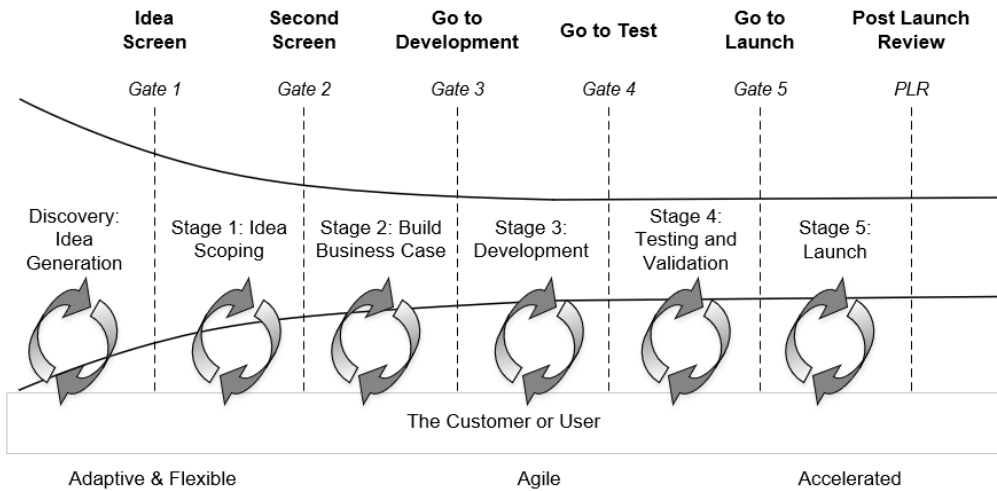 Idea
Screen
Second
Screen
Go to
Development
Go to Test
Go to
Launch
Post Launch
Review
Gate 1
Gate 2
Gate 3
Gate 4
Gate 5
PLR
Discovery:
Idea
Generation
Stage 1: Idea
Scoping
Stage 2: Build
Business Case
Stage 3:
Development
Stage 4:
Testing and
Validation
Stage 5:
Launch
The Customer or User
Adaptive & Flexible
Agile
Accelerated